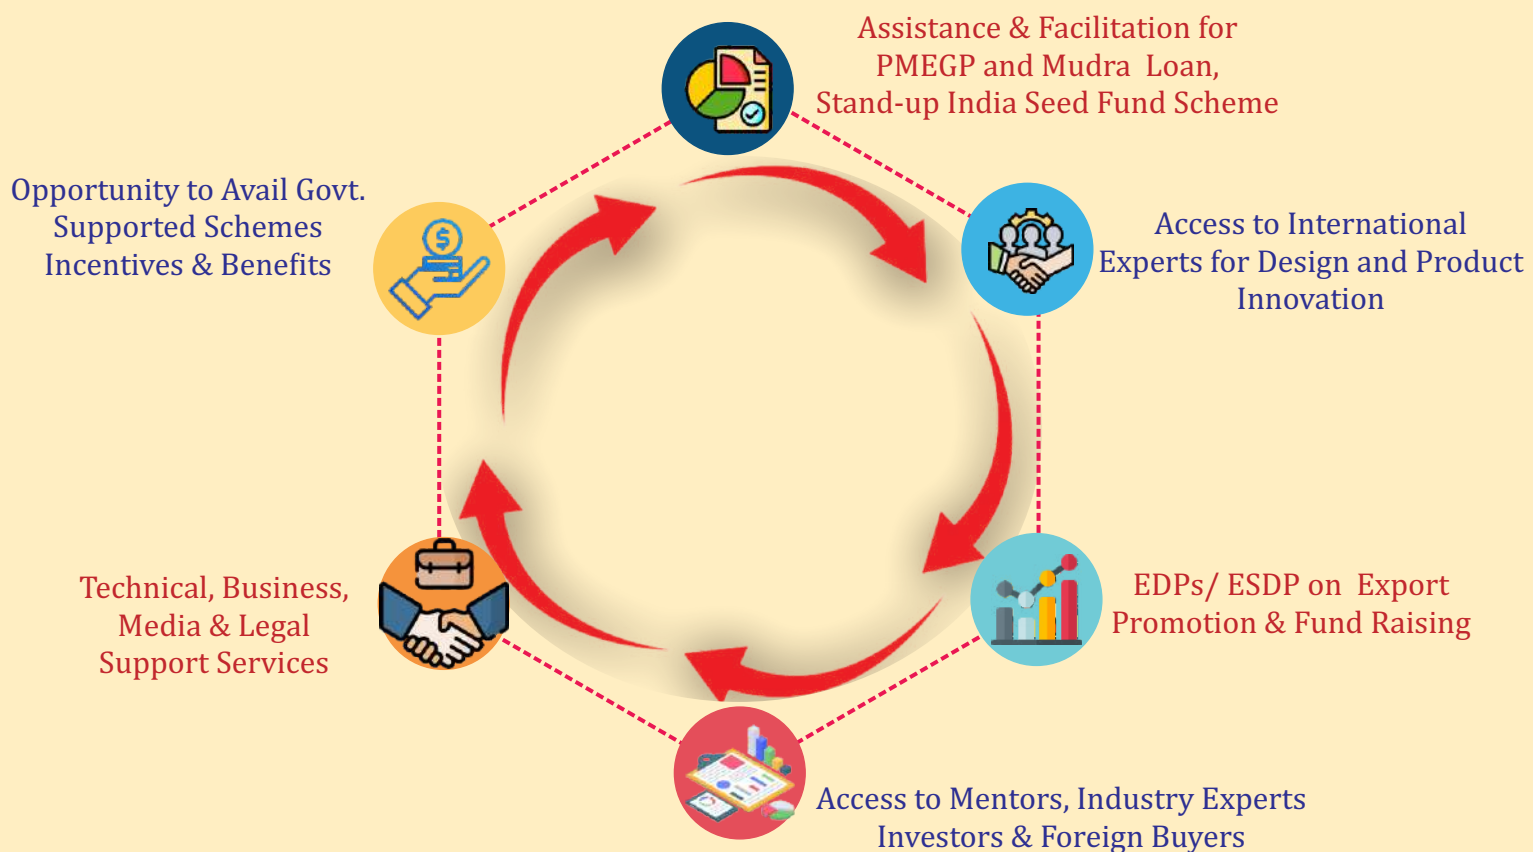 Assistance & Facilitation for
PMEGP and Mudra Loan,
Stand-up India Seed Fund Scheme
Opportunity to Avail Govt.
Supported Schemes
Incentives & Benefits
Access to International
Experts for Design and Product
Innovation
Technical, Business,
Media & Legal
Support Services
EDPs/ ESDP on Export
Promotion & Fund Raising
Access to Mentors, Industry Experts
Investors & Foreign Buyers